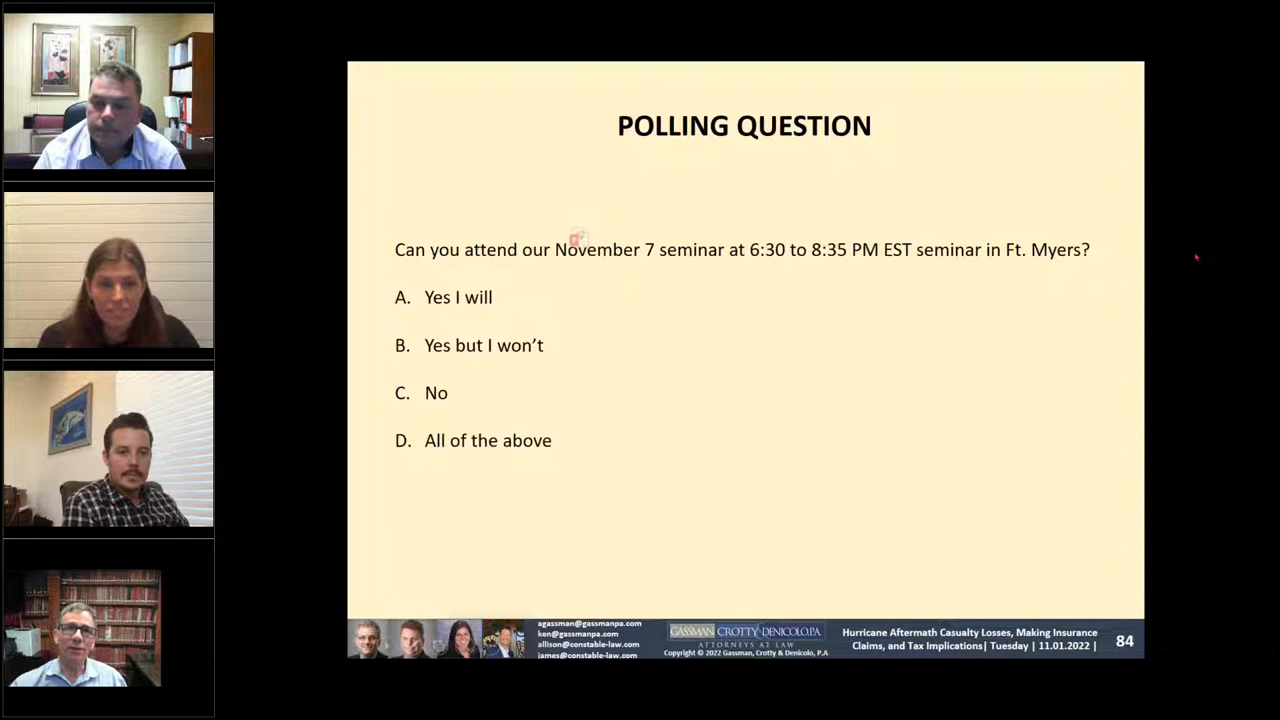 POLLING QUESTION
Can you attend our November 7 seminar at 6:30 to 8:35 PM EST seminar in Ft. Myers?
A. Yes I will
B. Yes but I won’t
C. No
D. All of the above
agassman@gassmanpa.com
ken@gassmanpa.com
allison@constable-law.com
james@constable-law.com
GASSMAN CROTTY DENICOLO, P.A.
ATTORNEYS AT LAW
Copyright © 2022 Gassman, Crotty & Denicolo, P.A
Hurricane Aftermath Casualty Losses, Making Insurance
Claims, and Tax Implications| Tuesday | 11.01.2022 |
84